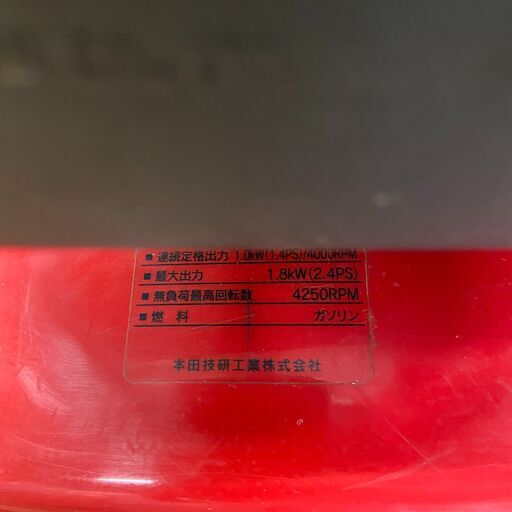 ■ 連続定格出力 1.0kW(1.4PS)/4000RPM
■ 最大出力 1.8kW(2.4PS)
■ 無負荷最高回転数 4250RPM
■ 燃料 ガソリン
本田技研工業株式会社